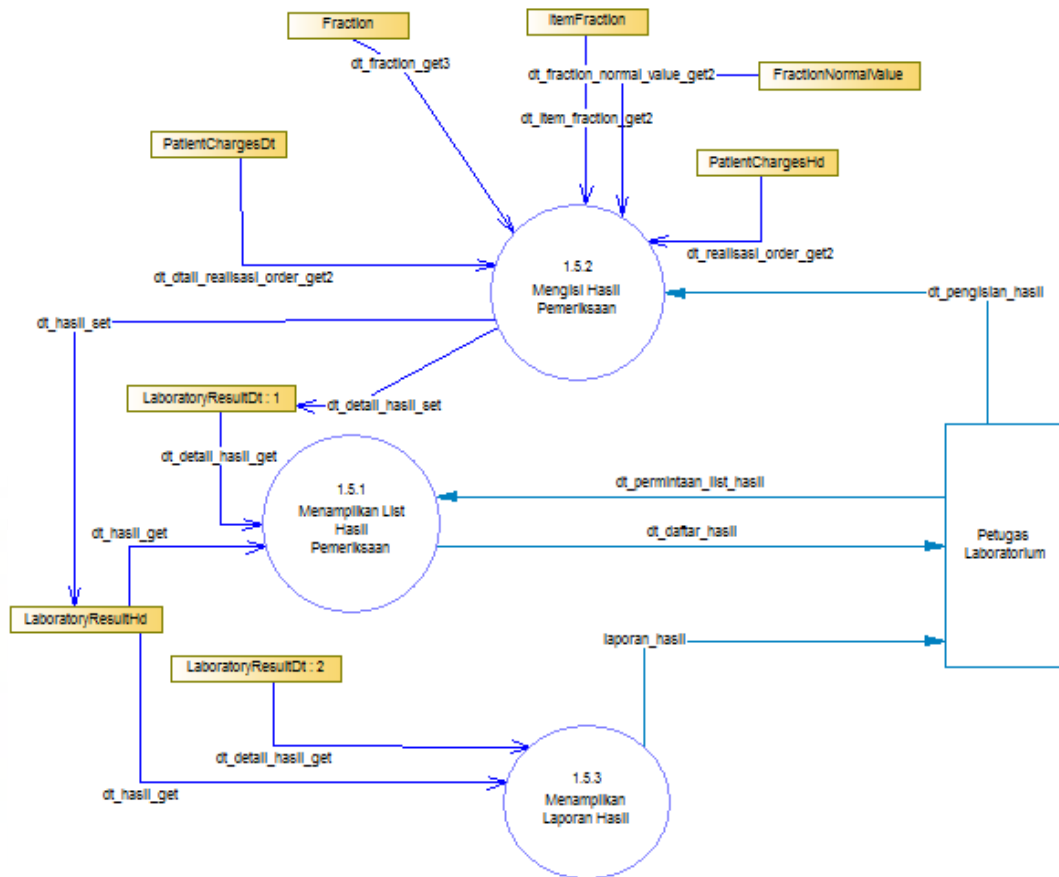 Fraction
ItemFraction
dt_fraction_get3
dt_fraction_normal_value_get2
FractionNormalValue
dt_item_fraction_get2
PatientChargesDt
PatientChargesHd
dt_dtail_realisasi_order_get2
dt_realisasi_order_get2
1.5.2
Mengisi Hasil
Pemeriksaan
dt_pengisian_hasil
dt_hasil_set
LaboratoryResultDt : 1
dt_detail_hasil_set
dt_detail_hasil_get
1.5.1
Menampilkan List
Hasil
Pemeriksaan
dt_permintaan_list_hasil
dt_daftar_hasil
Petugas
Laboratorium
dt_hasil_get
LaboratoryResultHd
laporan_hasil
LaboratoryResultDt : 2
dt_detail_hasil_get
dt_hasil_get
1.5.3
Menampilkan
Laporan Hasil